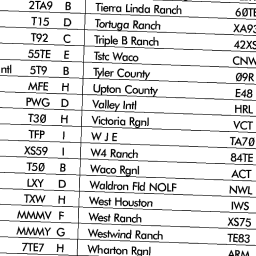 2TA9 B Tierra Linda Ranch 60TE
T15 D Tortuga Ranch XA93
T92 C Triple B Ranch 42XS
55TE E Tstc Waco CNW
ntl 5T9 B Tyler County 09R
MFE H Upton County E48
PWG D Valley Intl HRL
T30 H Victoria Rgnl VCT
TFP I W J E TA70
XS59 I W4 Ranch 84TE
T50 B Waco Rgnl ACT
LXY D Waldron Fld NOLF NWL
TXW H West Houston IWS
MMMV F West Ranch XS75
MMMY G Westwind Ranch TE83
7TE7 H Wharton Rgnl ARM